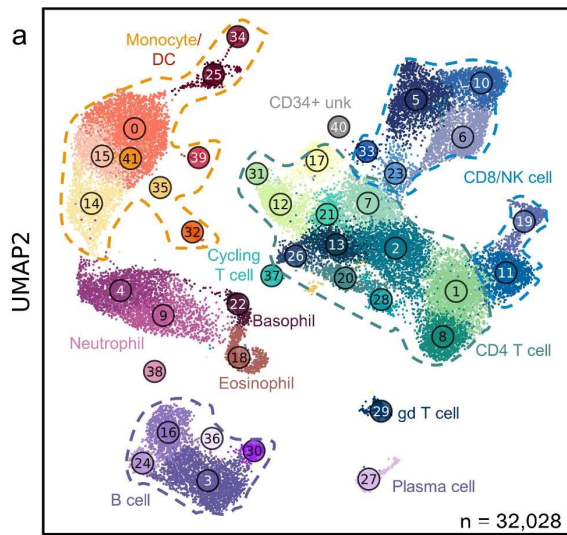 a
34
Monocyte/
DC
25
5
10
0
CD34+ unk
40
6
15
41
39
33
17
23
CD8/NK cell
31
35
14
12
7
21
19
32
13
2
Cycling
T cell
26
11
37
20
1
4
22
28
9
Basophil
8
Neutrophil
18
CD4 T cell
Eosinophil
38
29
gd T cell
16
36
30
24
3
27
Plasma cell
B cell
n = 32,028
UMAP2